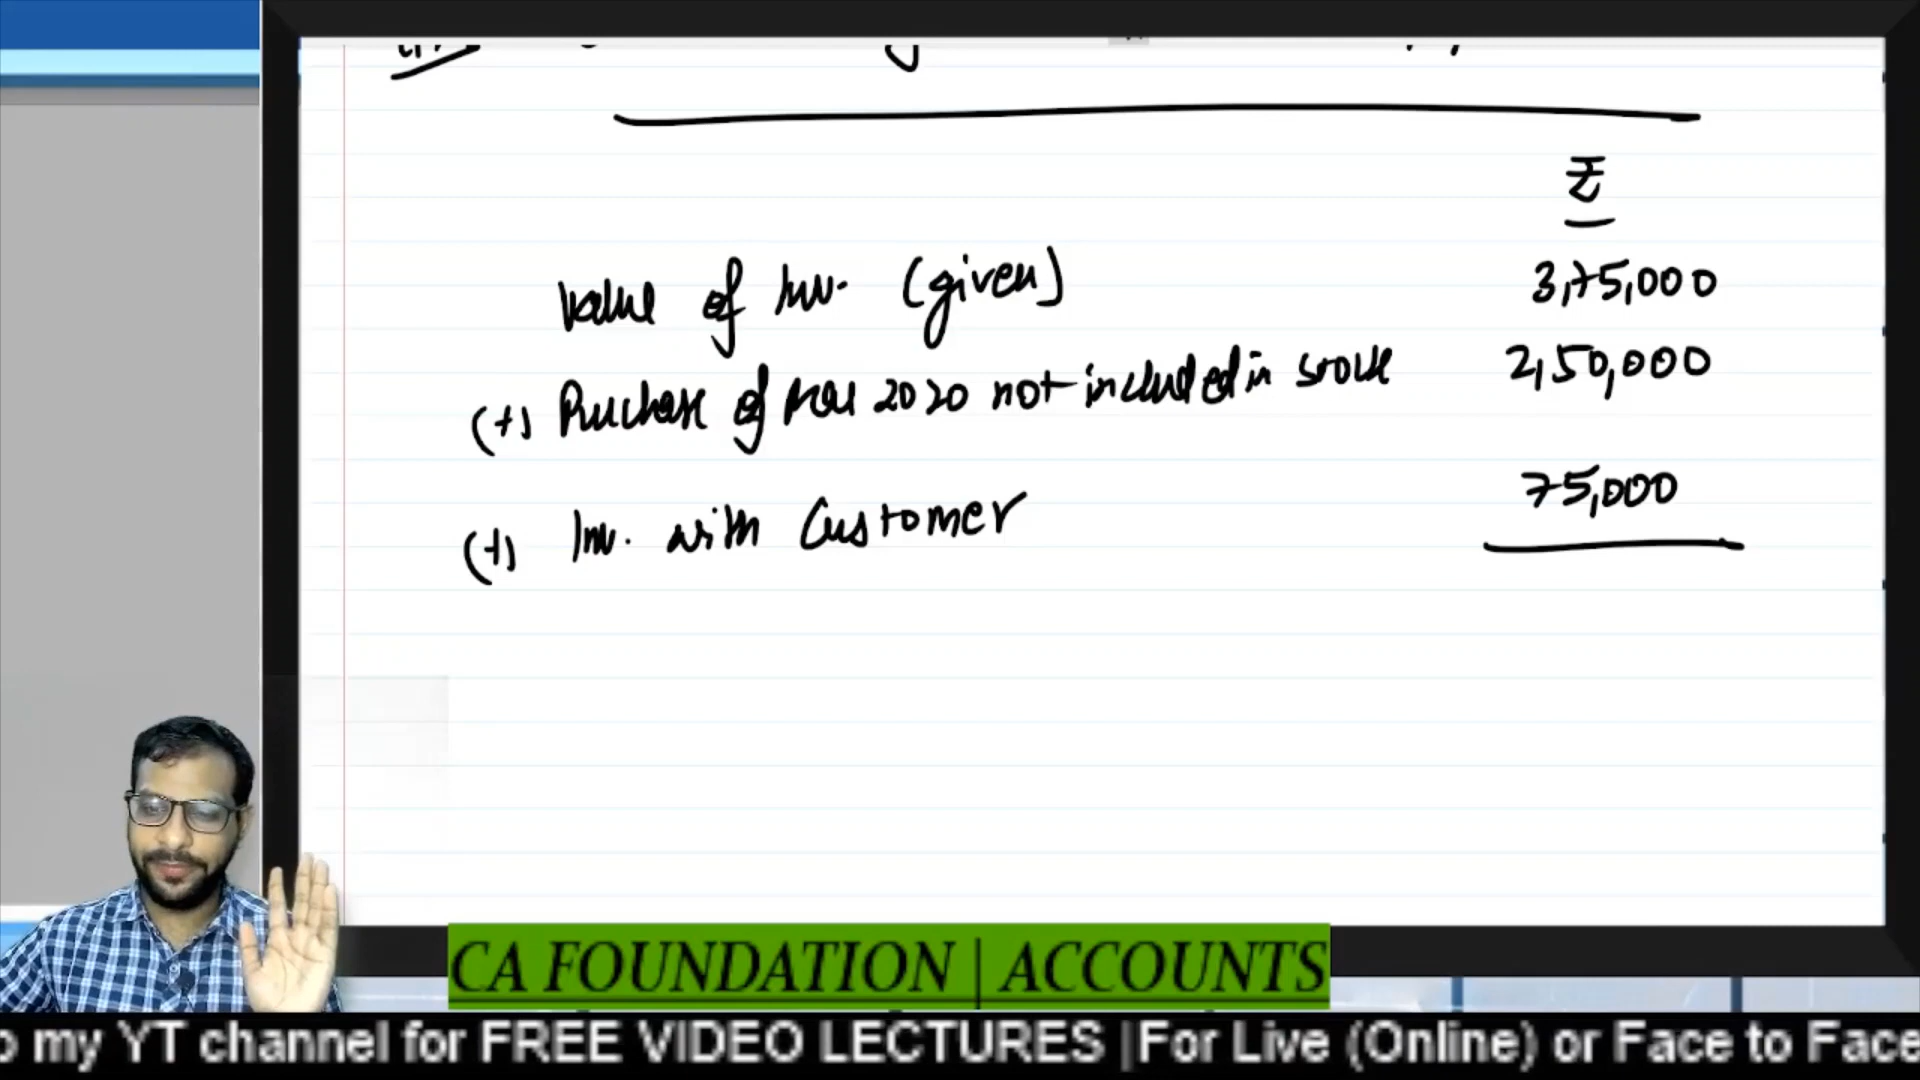 ₹
Value of Inv. (given) 3,75,000
(+) Purchase of Mar 2020 not included in stock 2,50,000
(+) Inv. with Customer 75,000
CA FOUNDATION | ACCOUNTS
o my YT channel for FREE VIDEO LECTURES |For Live (Online) or Face to Face